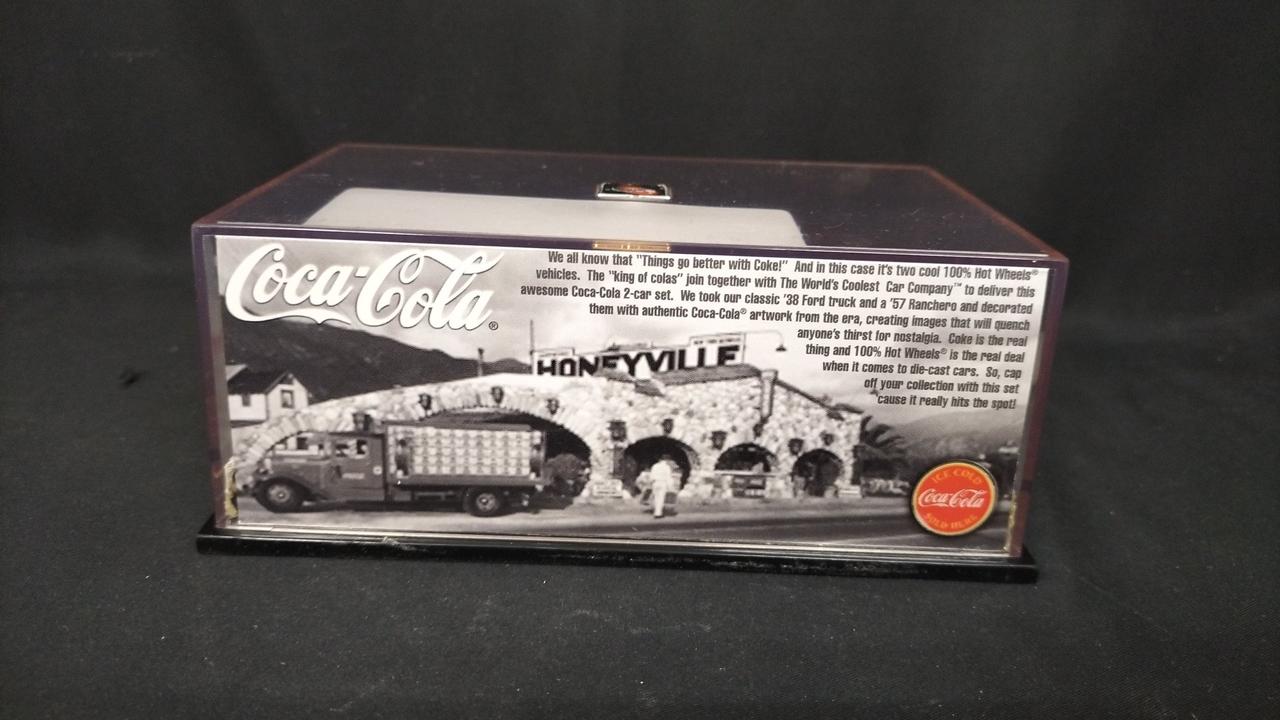 Coca-Cola®
We all know that "Things go better with Coke!" And in this case it's two cool 100% Hot Wheels®
vehicles. The "king of colas" join together with The World's Coolest Car Company™ to deliver this
awesome Coca-Cola 2-car set. We took our classic '38 Ford truck and a '57 Ranchero and decorated
them with authentic Coca-Cola® artwork from the era, creating images that will quench
anyone's thirst for nostalgia. Coke is the real
thing and 100% Hot Wheels® is the real deal
when it comes to die-cast cars. So, cap
off your collection with this set
'cause it really hits the spot!
HONEYVILLE
ICE COLD
Coca-Cola
SOLD HERE